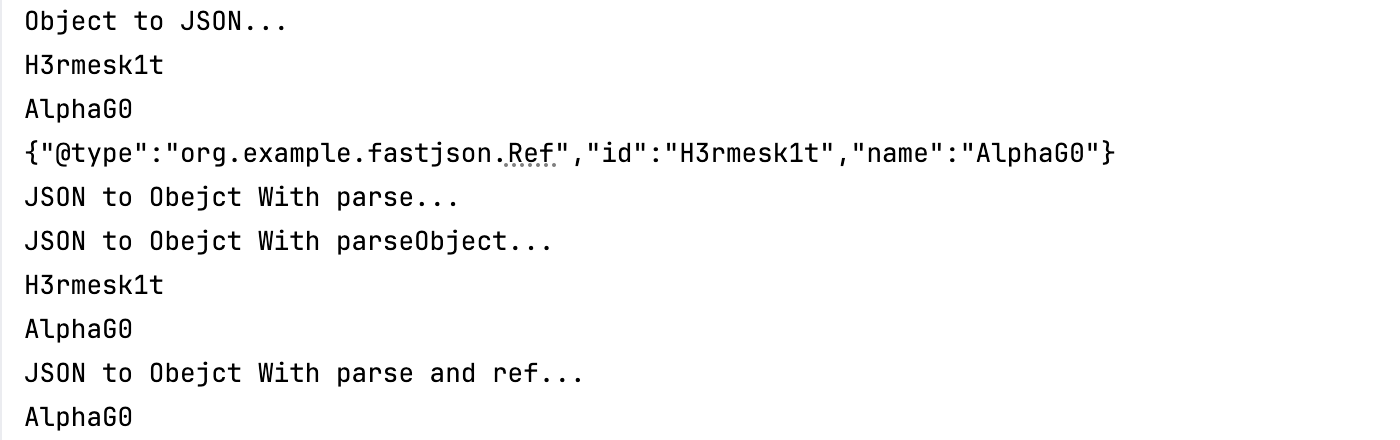 Object to JSON...
H3rmesk1t
AlphaG0
{"@type":"org.example.fastjson.Ref","id":"H3rmesk1t","name":"AlphaG0"}
JSON to Obejct With parse...
JSON to Obejct With parseObject...
H3rmesk1t
AlphaG0
JSON to Obejct With parse and ref...
AlphaG0